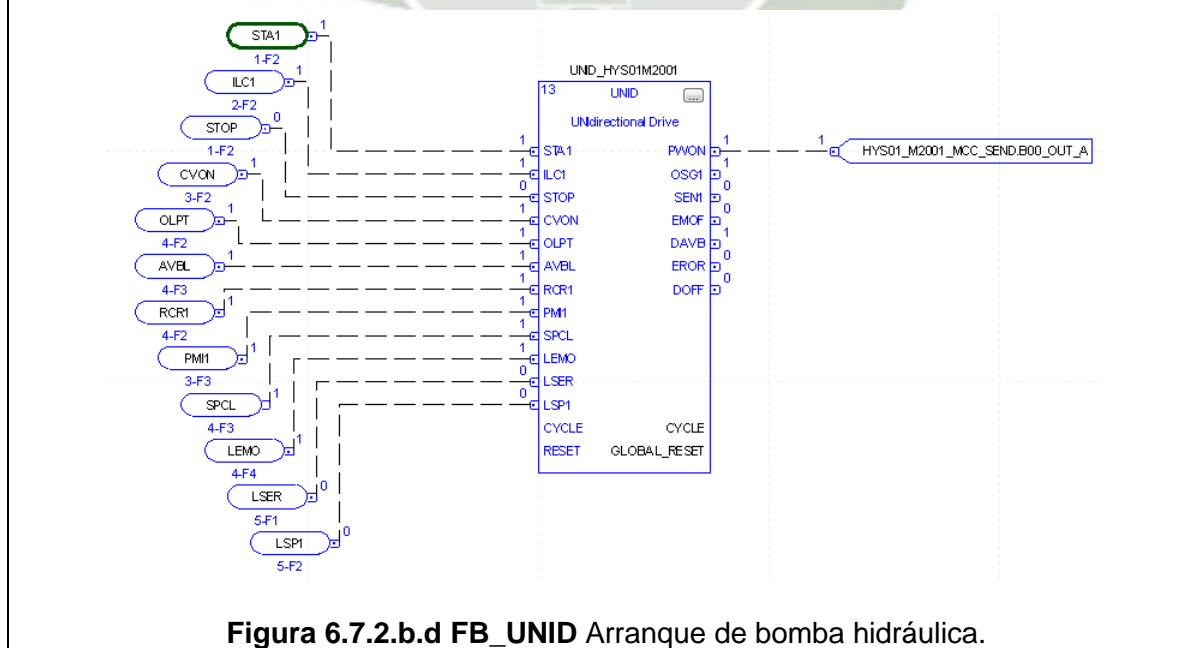 STA1 1
1-F2
ILC1 1
2-F2
STOP 0
1-F2
CVON 1
3-F2
OLPT 1
4-F2
AVBL 1
4-F3
RCR1 1
4-F2
PMI1 1
3-F3
SPCL 1
4-F3
LEMO 1
4-F4
LSER 0
5-F1
LSP1 0
5-F2
UNID_HYS01M2001
13 UNID ...
UNIdirectional Drive
1 STA1 PWON 1
1 ILC1 OSG1 1
0 STOP SEN1 0
1 CVON EMOF 0
1 OLPT DAVB 1
1 AVBL EROR 0
1 RCR1 DOFF 0
1 PMI1
1 SPCL
1 LEMO
0 LSER
0 LSP1
CYCLE CYCLE
RESET GLOBAL_RESET
1 HYS01_M2001_MCC_SEND.B00_OUT_A
Figura 6.7.2.b.d FB_UNID Arranque de bomba hidráulica.